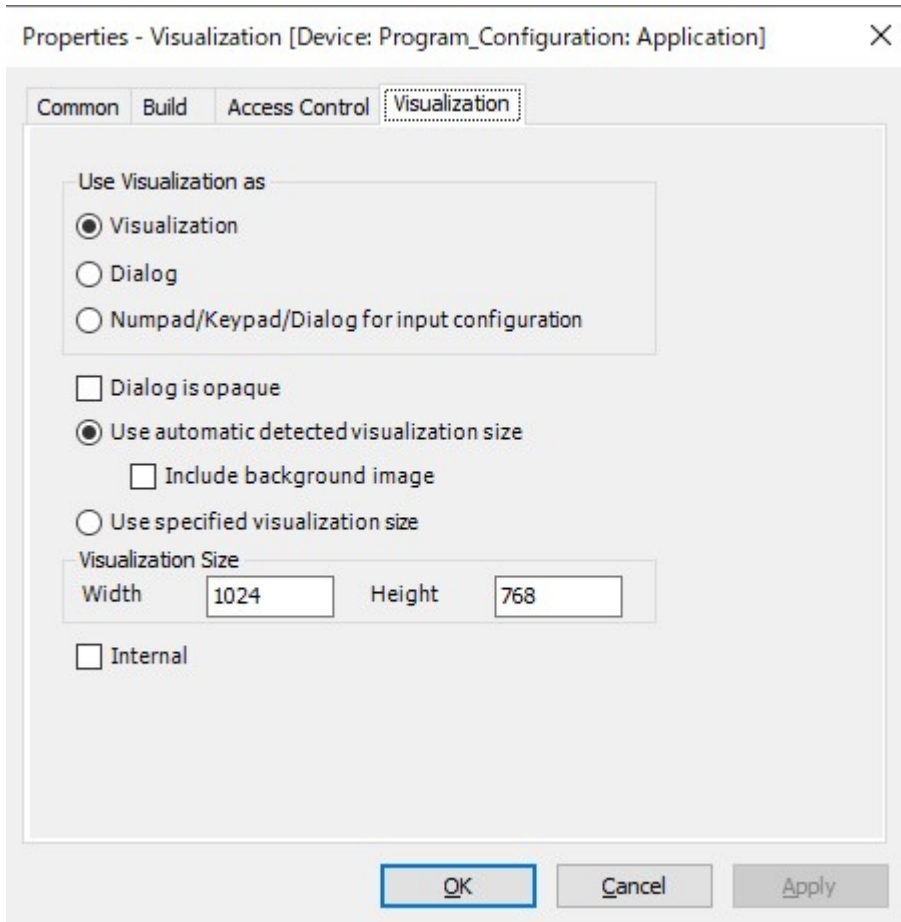 Properties - Visualization [Device: Program_Configuration: Application]
Common Build Access Control Visualization
Use Visualization as
Visualization
Dialog
Numpad/Keypad/Dialog for input configuration
Dialog is opaque
Use automatic detected visualization size
Include background image
Use specified visualization size
Visualization Size
Width 1024 Height 768
Internal
OK Cancel Apply